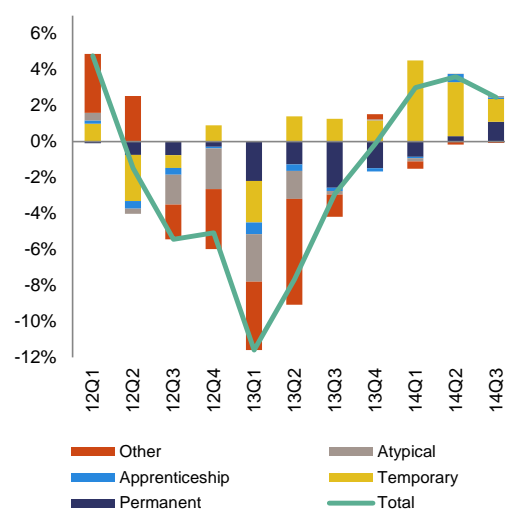 6%
4%
2%
0%
-2%
-4%
-6%
-8%
-10%
-12%
12Q1 12Q2 12Q3 12Q4 13Q1 13Q2 13Q3 13Q4 14Q1 14Q2 14Q3
Other Atypical
Apprenticeship Temporary
Permanent Total